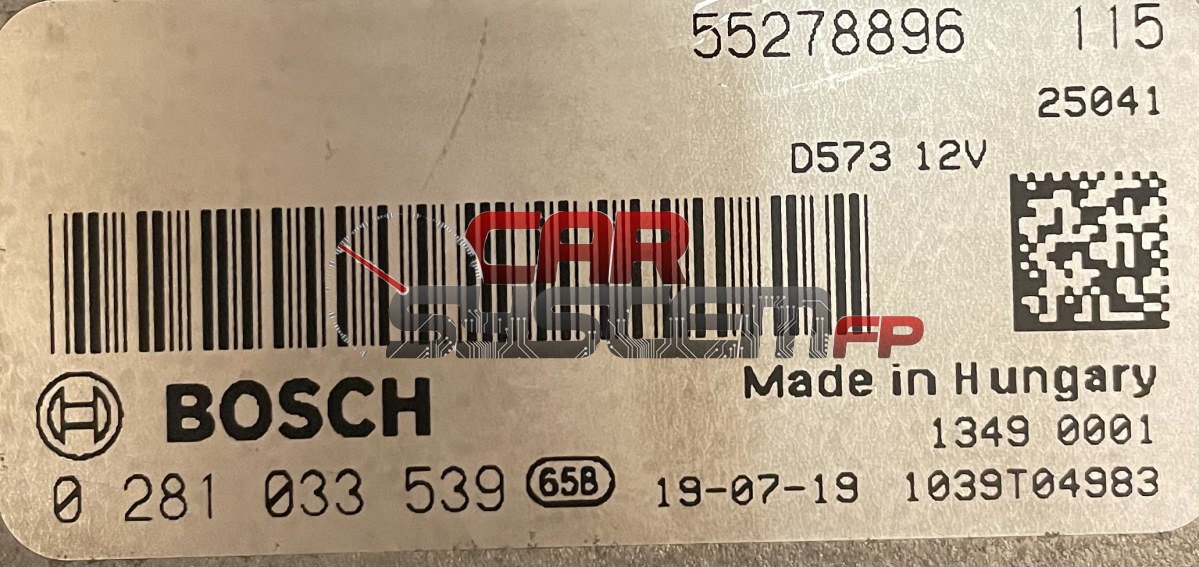 55278896 115
25041
D573 12V
CAR
SYSTEM FP
BOSCH
Made in Hungary
1349 0001
0 281 033 539 65B 19-07-19 1039T04983